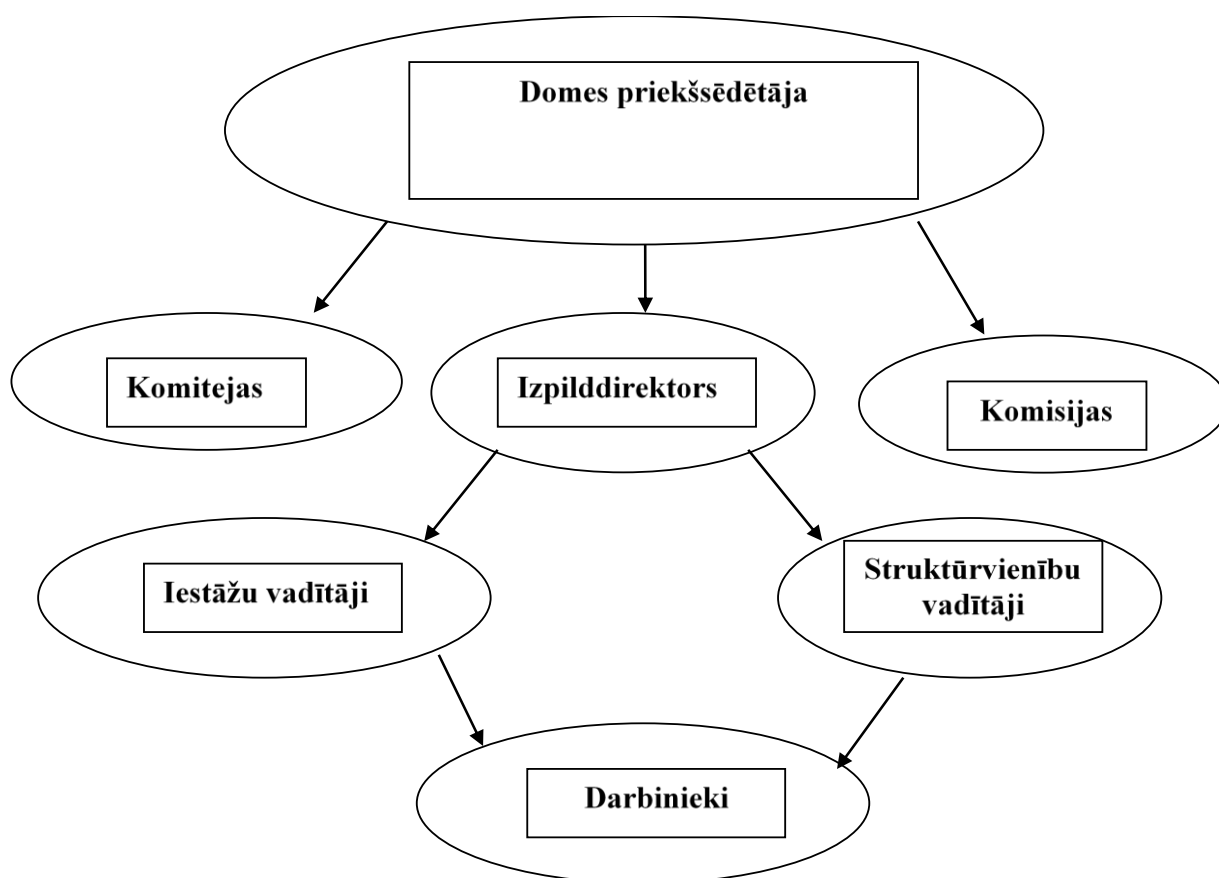 Domes priekšsēdētāja
Komitejas
Izpilddirektors
Komisijas
Iestāžu vadītāji
Struktūrvienību
vadītāji
Darbinieki